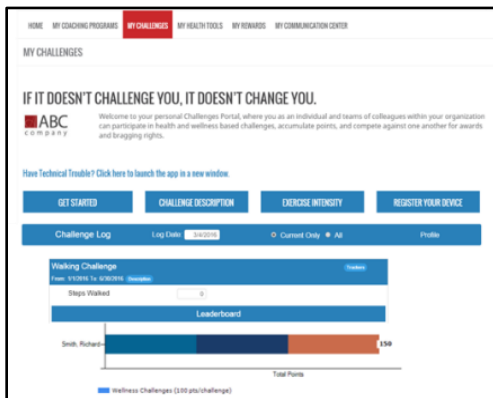 HOME MY COACHING PROGRAMS MY CHALLENGES MY HEALTH TOOLS MY REWARDS MY COMMUNICATION CENTER
MY CHALLENGES
IF IT DOESN'T CHALLENGE YOU, IT DOESN'T CHANGE YOU.
ABC
company
Welcome to your personal Challenges Portal, where you as an individual and teams of colleagues within your organization
can participate in health and wellness based challenges, accumulate points, and compete against one another for awards
and bragging rights.
Have Technical Trouble? Click here to launch the app in a new window.
GET STARTED CHALLENGE DESCRIPTION EXERCISE INTENSITY REGISTER YOUR DEVICE
Challenge Log Log Date: 3/4/2016 Current Only All Profile
Walking Challenge Trackers
From: 1/1/2016 To: 6/30/2016 Description
Steps Walked 0
Leaderboard
Smith, Richard 150
Total Points
Wellness Challenges (100 pts/challenge)